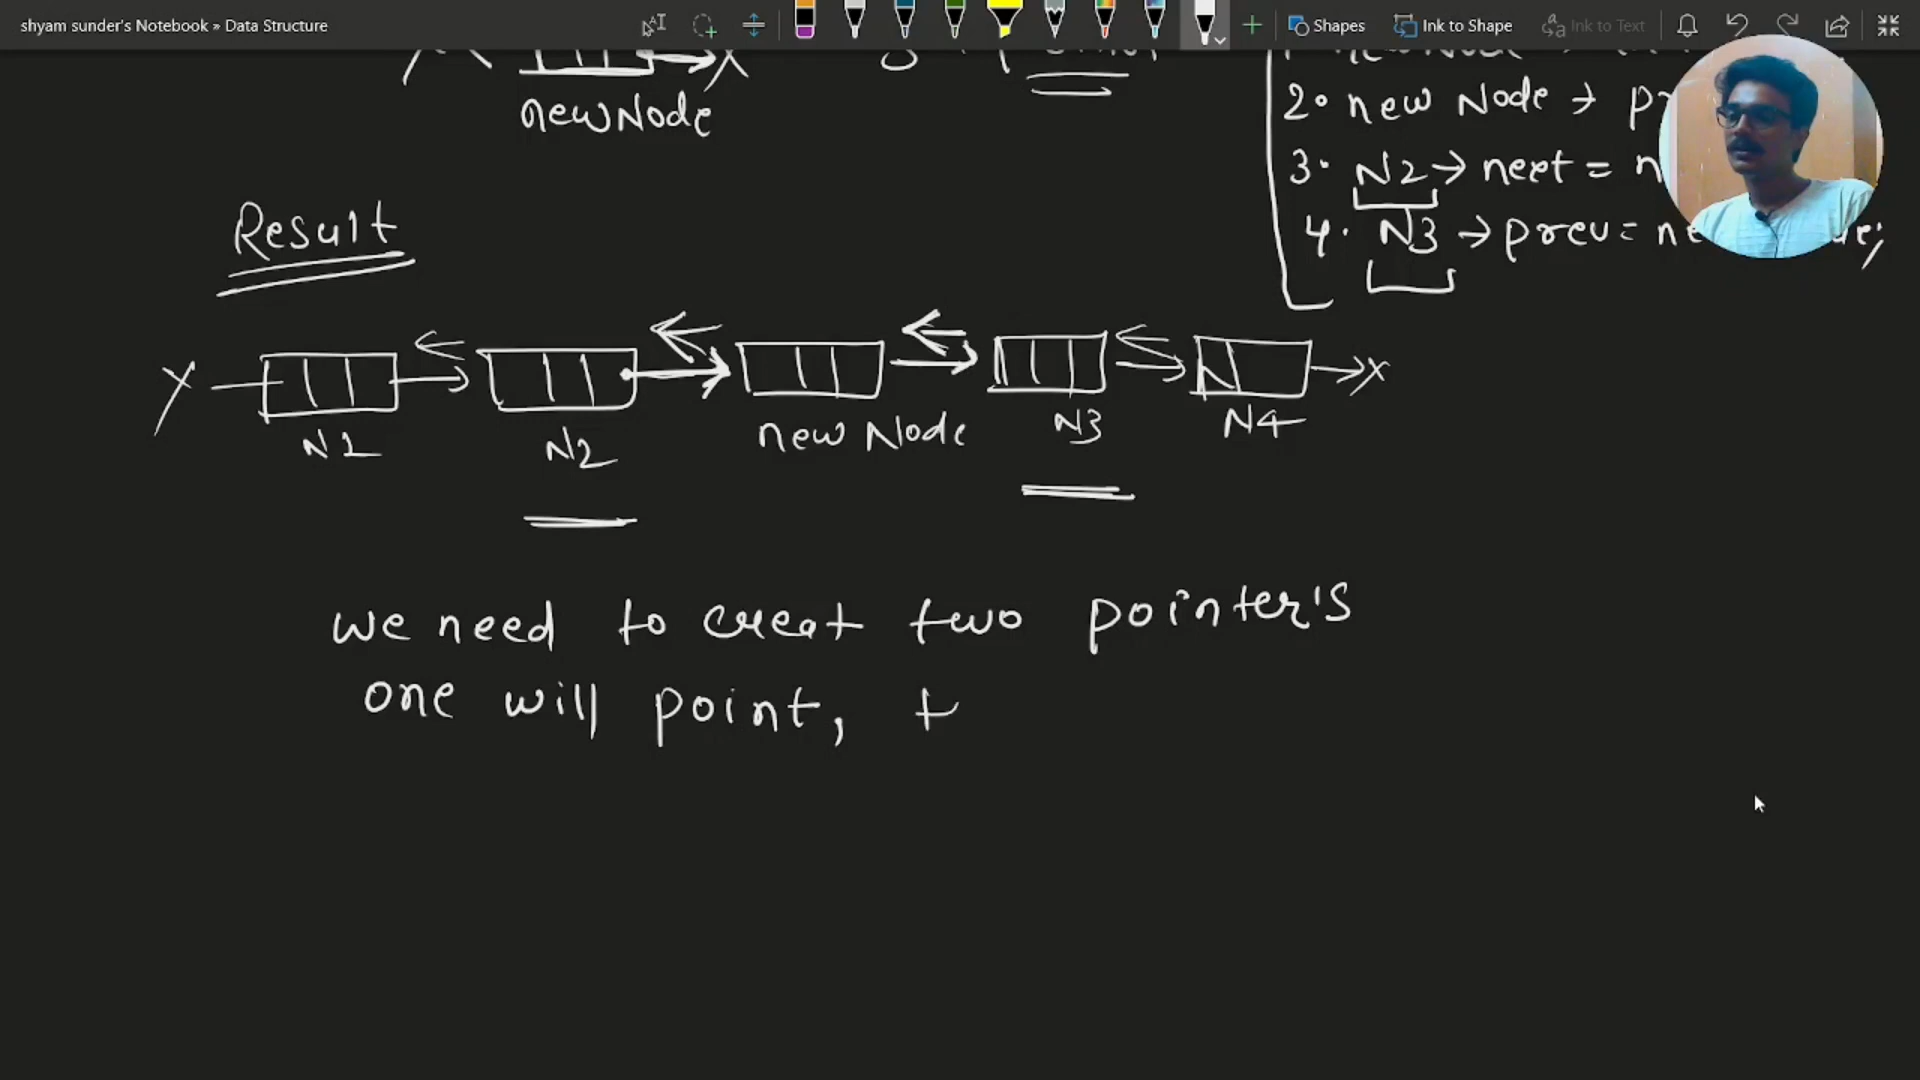 shyam sunder's Notebook » Data Structure
Shapes
Ink to Shape
Ink to Text
newNode
2. new Node →
3. N2 → next =
4. N3 → prev =
Result
X
X
N1
N2
new Node
N3
N4
we need to creat two pointer's
one will point, t